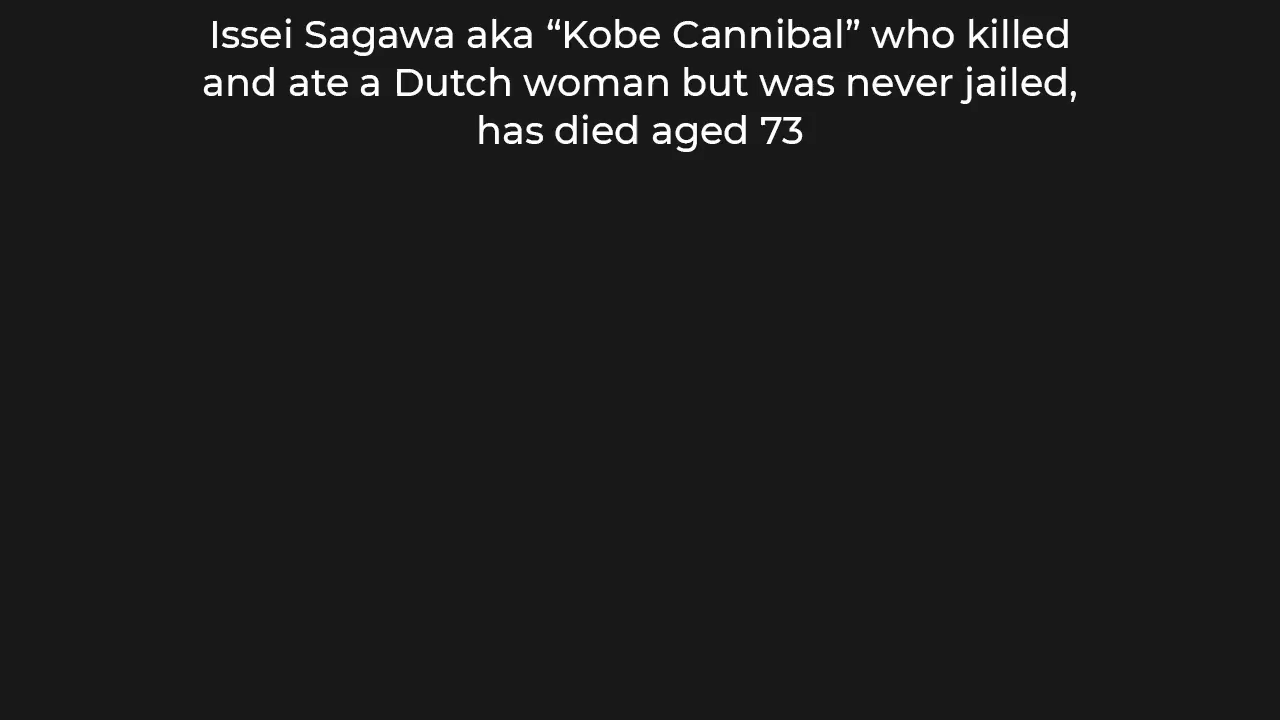 Issei Sagawa aka “Kobe Cannibal” who killed
and ate a Dutch woman but was never jailed,
has died aged 73